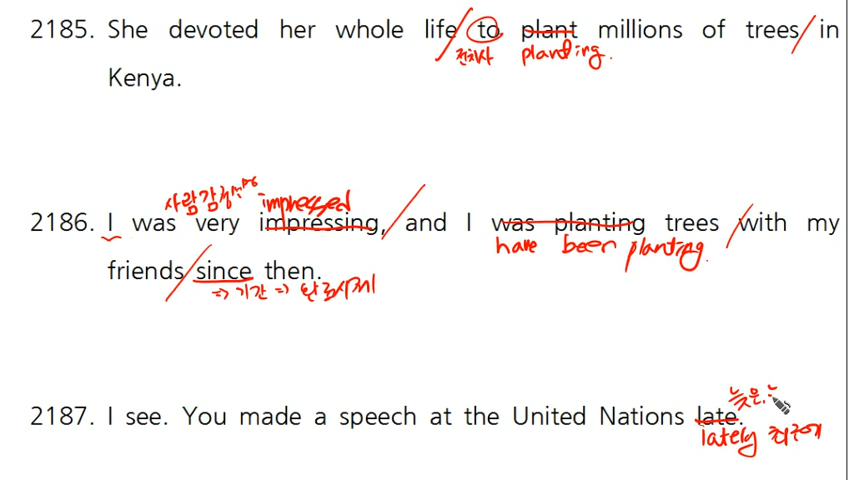 2185. She devoted her whole life to plant millions of trees in
전치사 planting.
Kenya.
사람감정 impressed
2186. I was very impressing, and I was planting trees with my
have been planting.
friends since then.
⇒ 기간 ⇒ 완료시제
늦은.
2187. I see. You made a speech at the United Nations late.
lately 최근에